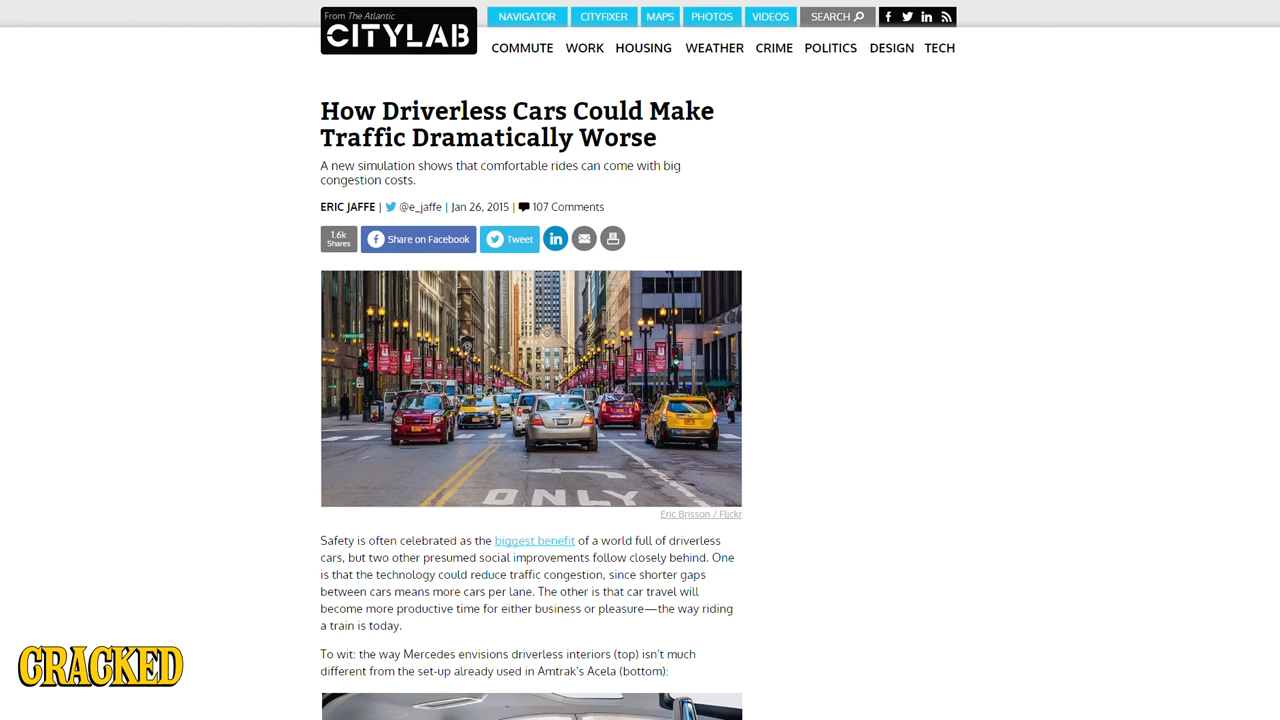 From The Atlantic
CITYLAB
NAVIGATOR CITYFIXER MAPS PHOTOS VIDEOS SEARCH
COMMUTE WORK HOUSING WEATHER CRIME POLITICS DESIGN TECH
How Driverless Cars Could Make
Traffic Dramatically Worse
A new simulation shows that comfortable rides can come with big
congestion costs.
ERIC JAFFE | @e_jaffe | Jan 26, 2015 | 107 Comments
1.6k
Shares
Share on Facebook
Tweet
ONLY
Eric Brisson / Flickr
Safety is often celebrated as the biggest benefit of a world full of driverless
cars, but two other presumed social improvements follow closely behind. One
is that the technology could reduce traffic congestion, since shorter gaps
between cars means more cars per lane. The other is that car travel will
become more productive time for either business or pleasure—the way riding
a train is today.
To wit: the way Mercedes envisions driverless interiors (top) isn't much
different from the set-up already used in Amtrak's Acela (bottom):
CRACKED